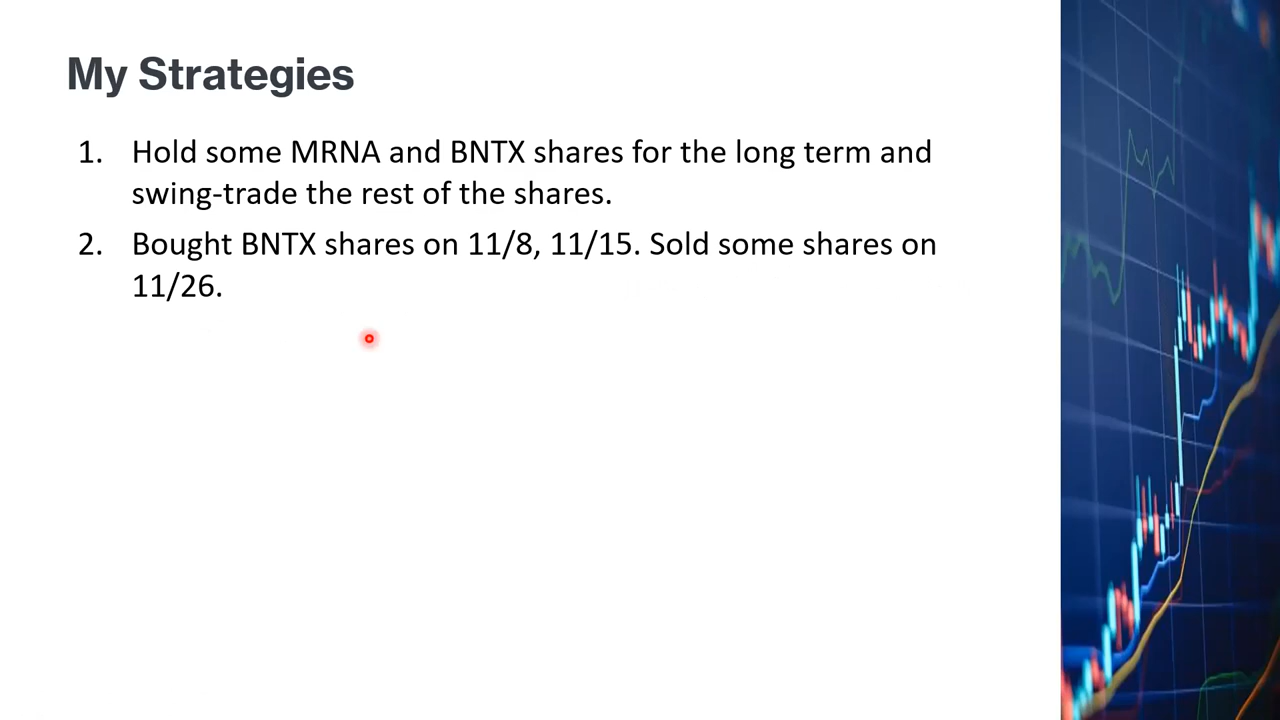 My Strategies
1. Hold some MRNA and BNTX shares for the long term and
swing-trade the rest of the shares.
2. Bought BNTX shares on 11/8, 11/15. Sold some shares on
11/26.